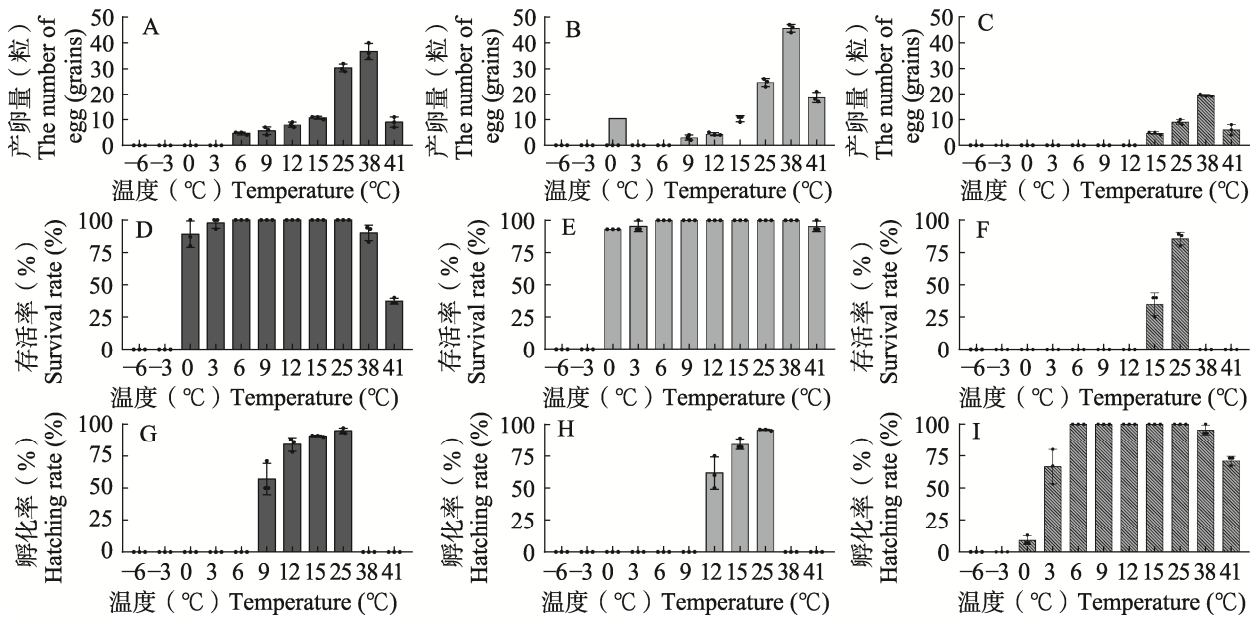 产卵量（粒）
The number of
egg (grains)
A
50
40
30
20
10
0
−6 −3 0 3 6 9 12 15 25 38 41
温度（℃）Temperature (℃)
产卵量（粒）
The number of
egg (grains)
B
50
40
30
20
10
0
−6 −3 0 3 6 9 12 15 25 38 41
温度（℃）Temperature (℃)
产卵量（粒）
The number of
egg (grains)
C
50
40
30
20
10
0
−6 −3 0 3 6 9 12 15 25 38 41
温度（℃）Temperature (℃)
存活率（%）
Survival rate (%)
D
100
75
50
25
0
−6 −3 0 3 6 9 12 15 25 38 41
温度（℃）Temperature (℃)
存活率（%）
Survival rate (%)
E
100
75
50
25
0
−6 −3 0 3 6 9 12 15 25 38 41
温度（℃）Temperature (℃)
存活率（%）
Survival rate (%)
F
100
75
50
25
0
−6 −3 0 3 6 9 12 15 25 38 41
温度（℃）Temperature (℃)
孵化率（%）
Hatching rate (%)
G
100
75
50
25
0
−6 −3 0 3 6 9 12 15 25 38 41
温度（℃）Temperature (℃)
孵化率（%）
Hatching rate (%)
H
100
75
50
25
0
−6 −3 0 3 6 9 12 15 25 38 41
温度（℃）Temperature (℃)
孵化率（%）
Hatching rate (%)
I
100
75
50
25
0
−6 −3 0 3 6 9 12 15 25 38 41
温度（℃）Temperature (℃)